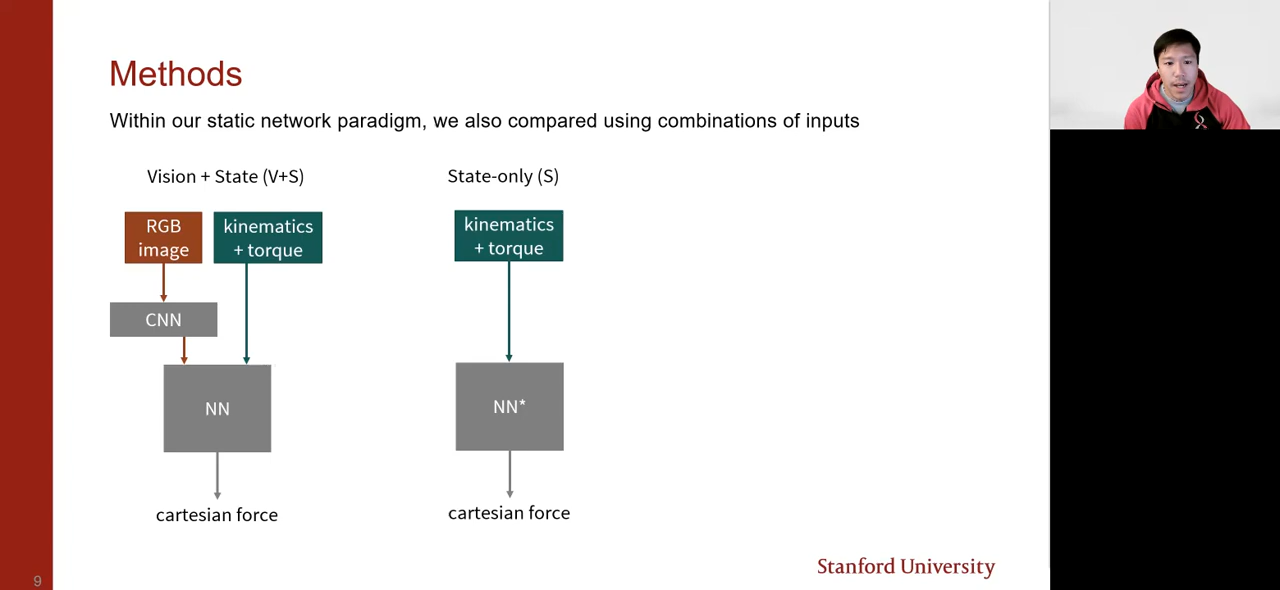 Methods
Within our static network paradigm, we also compared using combinations of inputs
Vision + State (V+S)
RGB
image
kinematics
+ torque
CNN
NN
cartesian force
State-only (S)
kinematics
+ torque
NN*
cartesian force
Stanford University
9